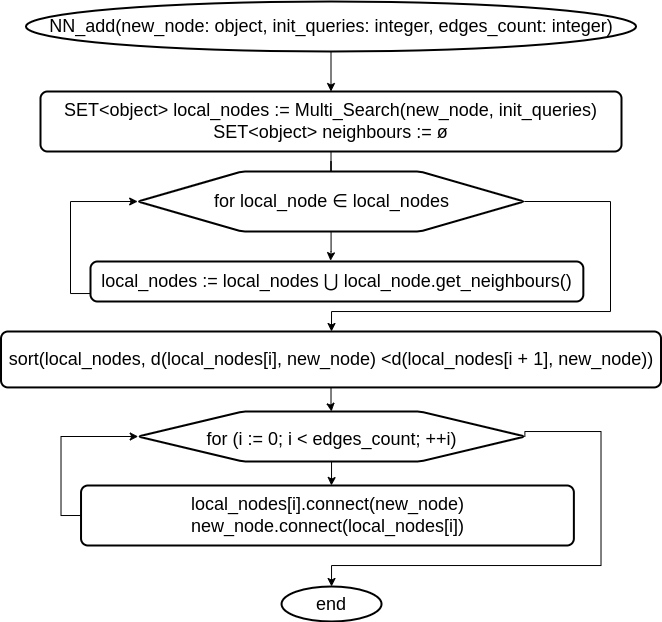 NN_add(new_node: object, init_queries: integer, edges_count: integer)
SET<object> local_nodes := Multi_Search(new_node, init_queries)
SET<object> neighbours := ø
for local_node ∈ local_nodes
local_nodes := local_nodes ⋃ local_node.get_neighbours()
sort(local_nodes, d(local_nodes[i], new_node) <d(local_nodes[i + 1], new_node))
for (i := 0; i < edges_count; ++i)
local_nodes[i].connect(new_node)
new_node.connect(local_nodes[i])
end